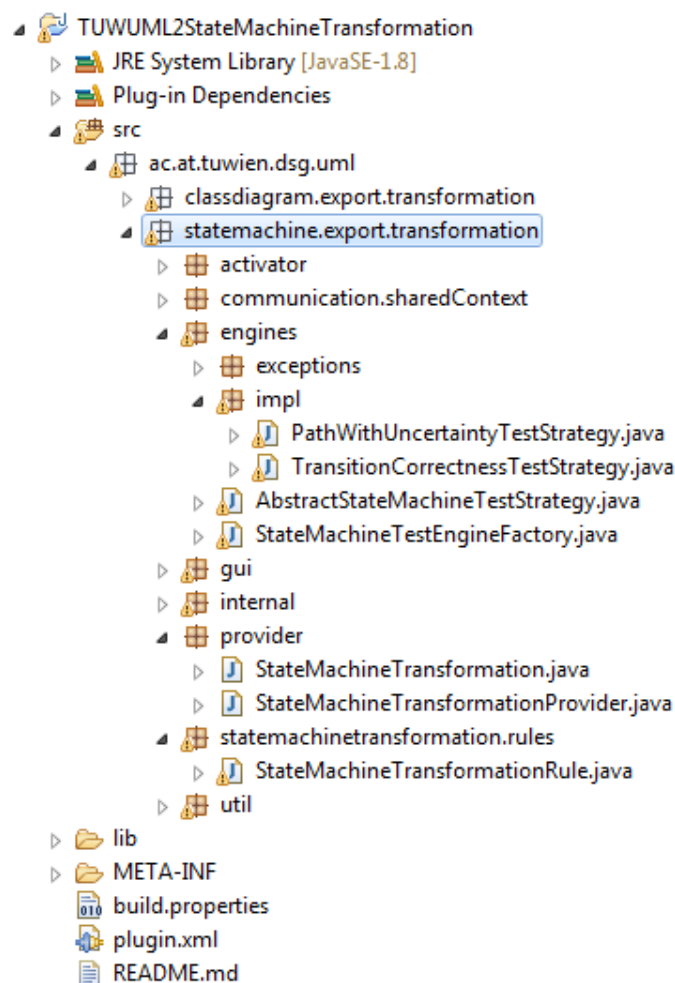 TUWUML2StateMachineTransformation
JRE System Library [JavaSE-1.8]
Plug-in Dependencies
src
ac.at.tuwien.dsg.uml
classdiagram.export.transformation
statemachine.export.transformation
activator
communication.sharedContext
engines
exceptions
impl
PathWithUncertaintyTestStrategy.java
TransitionCorrectnessTestStrategy.java
AbstractStateMachineTestStrategy.java
StateMachineTestEngineFactory.java
gui
internal
provider
StateMachineTransformation.java
StateMachineTransformationProvider.java
statemachinetransformation.rules
StateMachineTransformationRule.java
util
lib
META-INF
build.properties
plugin.xml
README.md